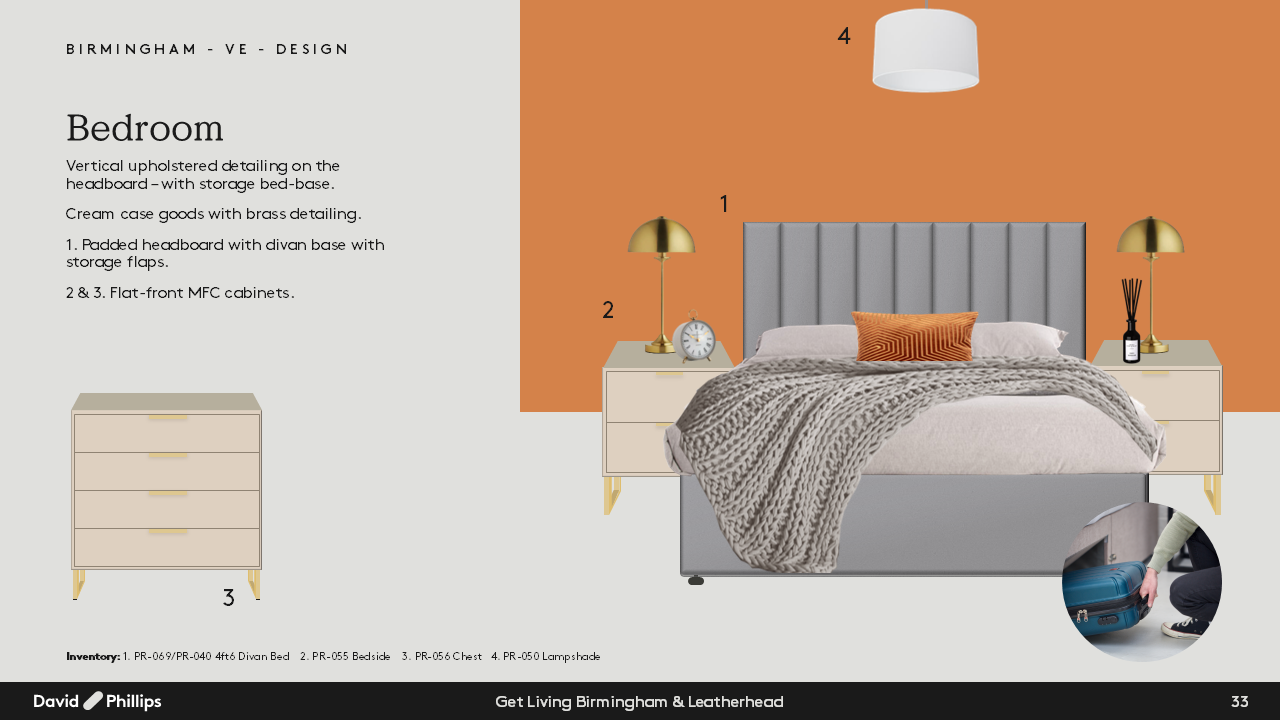 BIRMINGHAM - VE - DESIGN
Bedroom
Vertical upholstered detailing on the
headboard – with storage bed-base.
Cream case goods with brass detailing.
1. Padded headboard with divan base with
storage flaps.
2 & 3. Flat-front MFC cabinets.
4
1
2
3
Inventory: 1. PR-069/PR-040 4ft6 Divan Bed 2. PR-055 Bedside 3. PR-056 Chest 4. PR-050 Lampshade
David Phillips
Get Living Birmingham & Leatherhead
33